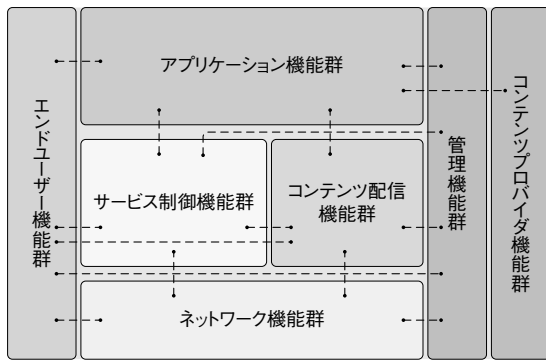 アプリケーション機能群
エンドユーザー機能群
サービス制御機能群
コンテンツ配信
機能群
ネットワーク機能群
管理機能群
コンテンツプロバイダ機能群